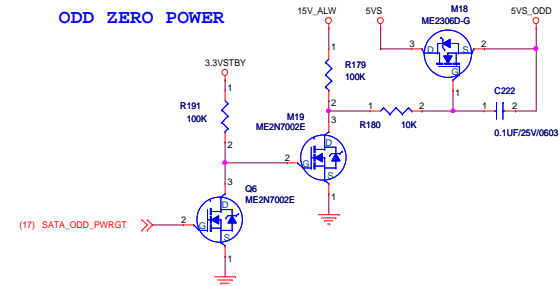 ODD ZERO POWER
15V_ALW
5VS
M18
ME2306D-G
5VS_ODD
3
D
S
2
G
1
3.3VSTBY
1
R179
100K
2
C222
1
2
0.1UF/25V/0603
1
R191
100K
2
M19
ME2N7002E
3
D
2
G
S
1
1
2
R180
10K
3
Q6
ME2N7002E
D
2
G
S
1
(17) SATA_ODD_PWRGT